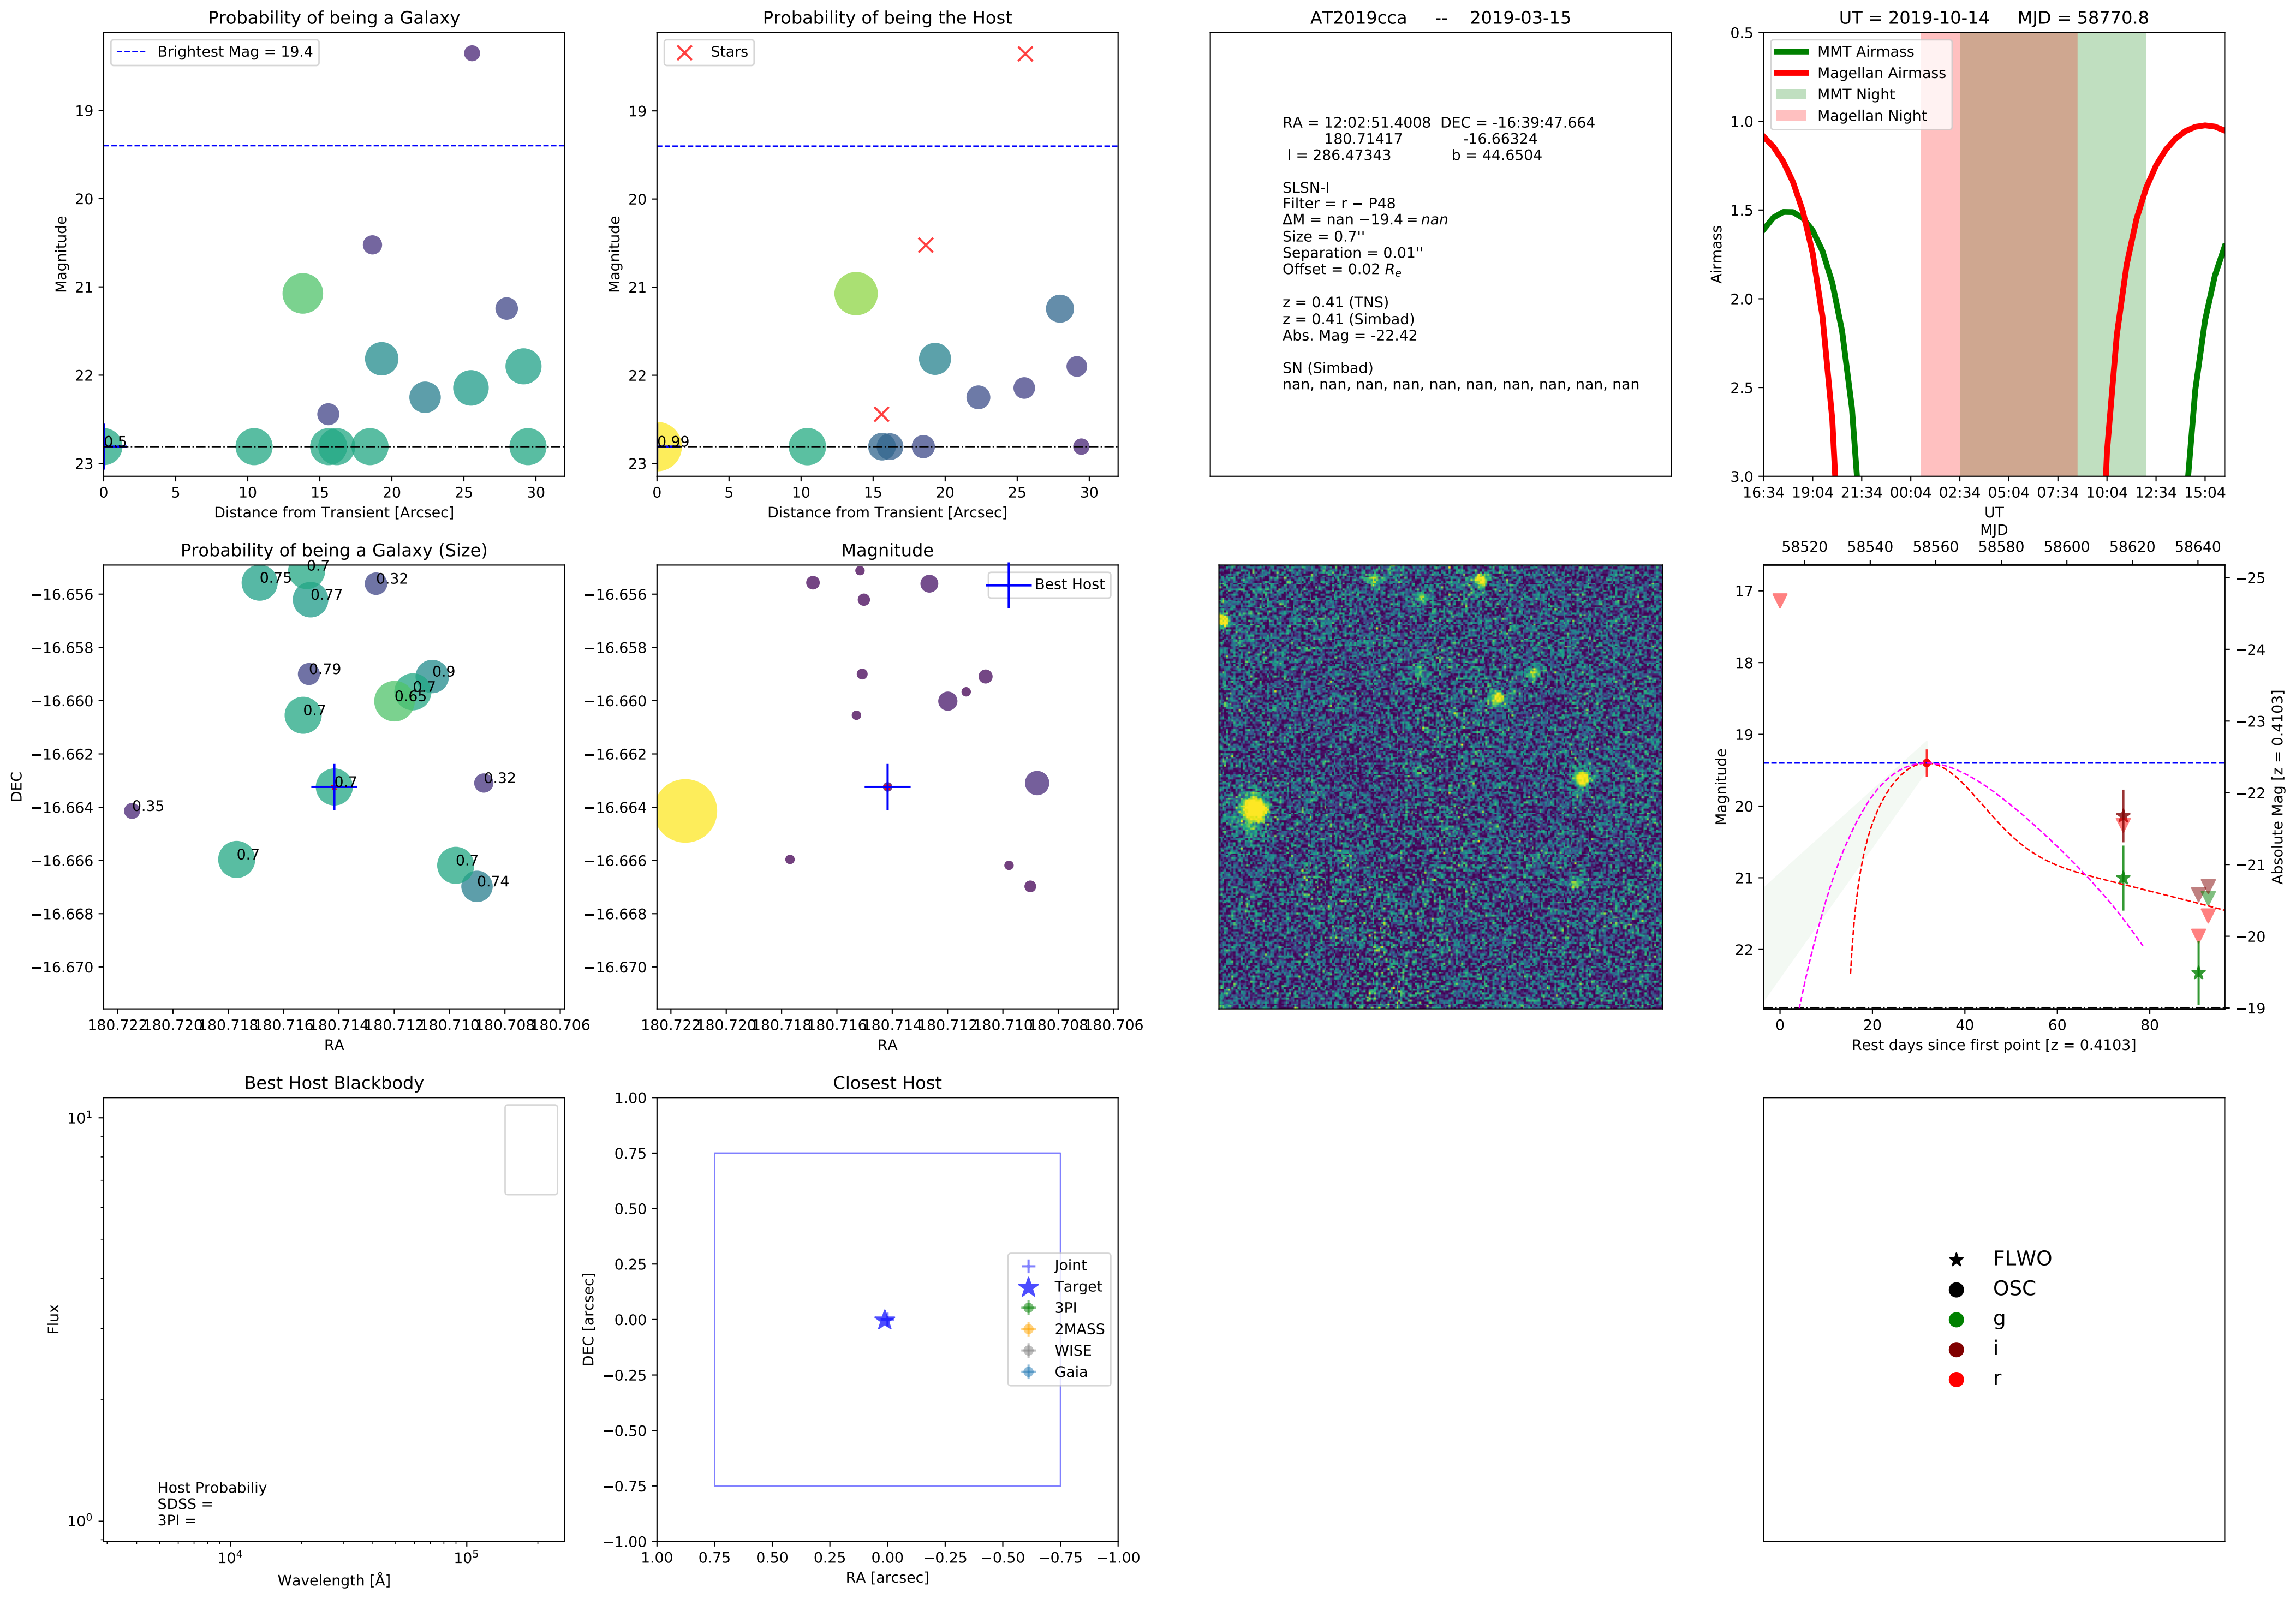 Probability of being a Galaxy
Brightest Mag = 19.4
19
20
21
22
23
Magnitude
0.5
0 5 10 15 20 25 30
Distance from Transient [Arcsec]
Probability of being the Host
Stars
19
20
21
22
23
Magnitude
0.99
0 5 10 15 20 25 30
Distance from Transient [Arcsec]
AT2019cca -- 2019-03-15
RA = 12:02:51.4008 DEC = -16:39:47.664
180.71417 -16.66324
l = 286.47343 b = 44.6504
SLSN-I
Filter = r − P48
ΔM = nan −19.4 = nan
Size = 0.7''
Separation = 0.01''
Offset = 0.02 Re
z = 0.41 (TNS)
z = 0.41 (Simbad)
Abs. Mag = -22.42
SN (Simbad)
nan, nan, nan, nan, nan, nan, nan, nan, nan, nan
UT = 2019-10-14 MJD = 58770.8
MMT Airmass
Magellan Airmass
MMT Night
Magellan Night
0.5
1.0
1.5
2.0
2.5
3.0
Airmass
16:34 19:04 21:34 00:04 02:34 05:04 07:34 10:04 12:34 15:04
UT
Probability of being a Galaxy (Size)
0.7
0.75
0.32
0.77
0.79
0.9
0.7
0.65
0.7
0.7
0.32
0.35
0.7
0.7
0.74
−16.656
−16.658
−16.660
−16.662
−16.664
−16.666
−16.668
−16.670
DEC
180.722 180.720 180.718 180.716 180.714 180.712 180.710 180.708 180.706
RA
Magnitude
Best Host
−16.656
−16.658
−16.660
−16.662
−16.664
−16.666
−16.668
−16.670
180.722 180.720 180.718 180.716 180.714 180.712 180.710 180.708 180.706
RA
MJD
58520 58540 58560 58580 58600 58620 58640
17
18
19
20
21
22
Magnitude
−25
−24
−23
−22
−21
−20
−19
Absolute Mag [z = 0.4103]
0 20 40 60 80
Rest days since first point [z = 0.4103]
Best Host Blackbody
10^1
10^0
Flux
Host Probabiliy
SDSS =
3PI =
10^4 10^5
Wavelength [Å]
Closest Host
1.00
0.75
0.50
0.25
0.00
−0.25
−0.50
−0.75
−1.00
DEC [arcsec]
Joint
Target
3PI
2MASS
WISE
Gaia
1.00 0.75 0.50 0.25 0.00 −0.25 −0.50 −0.75 −1.00
RA [arcsec]
FLWO
OSC
g
i
r